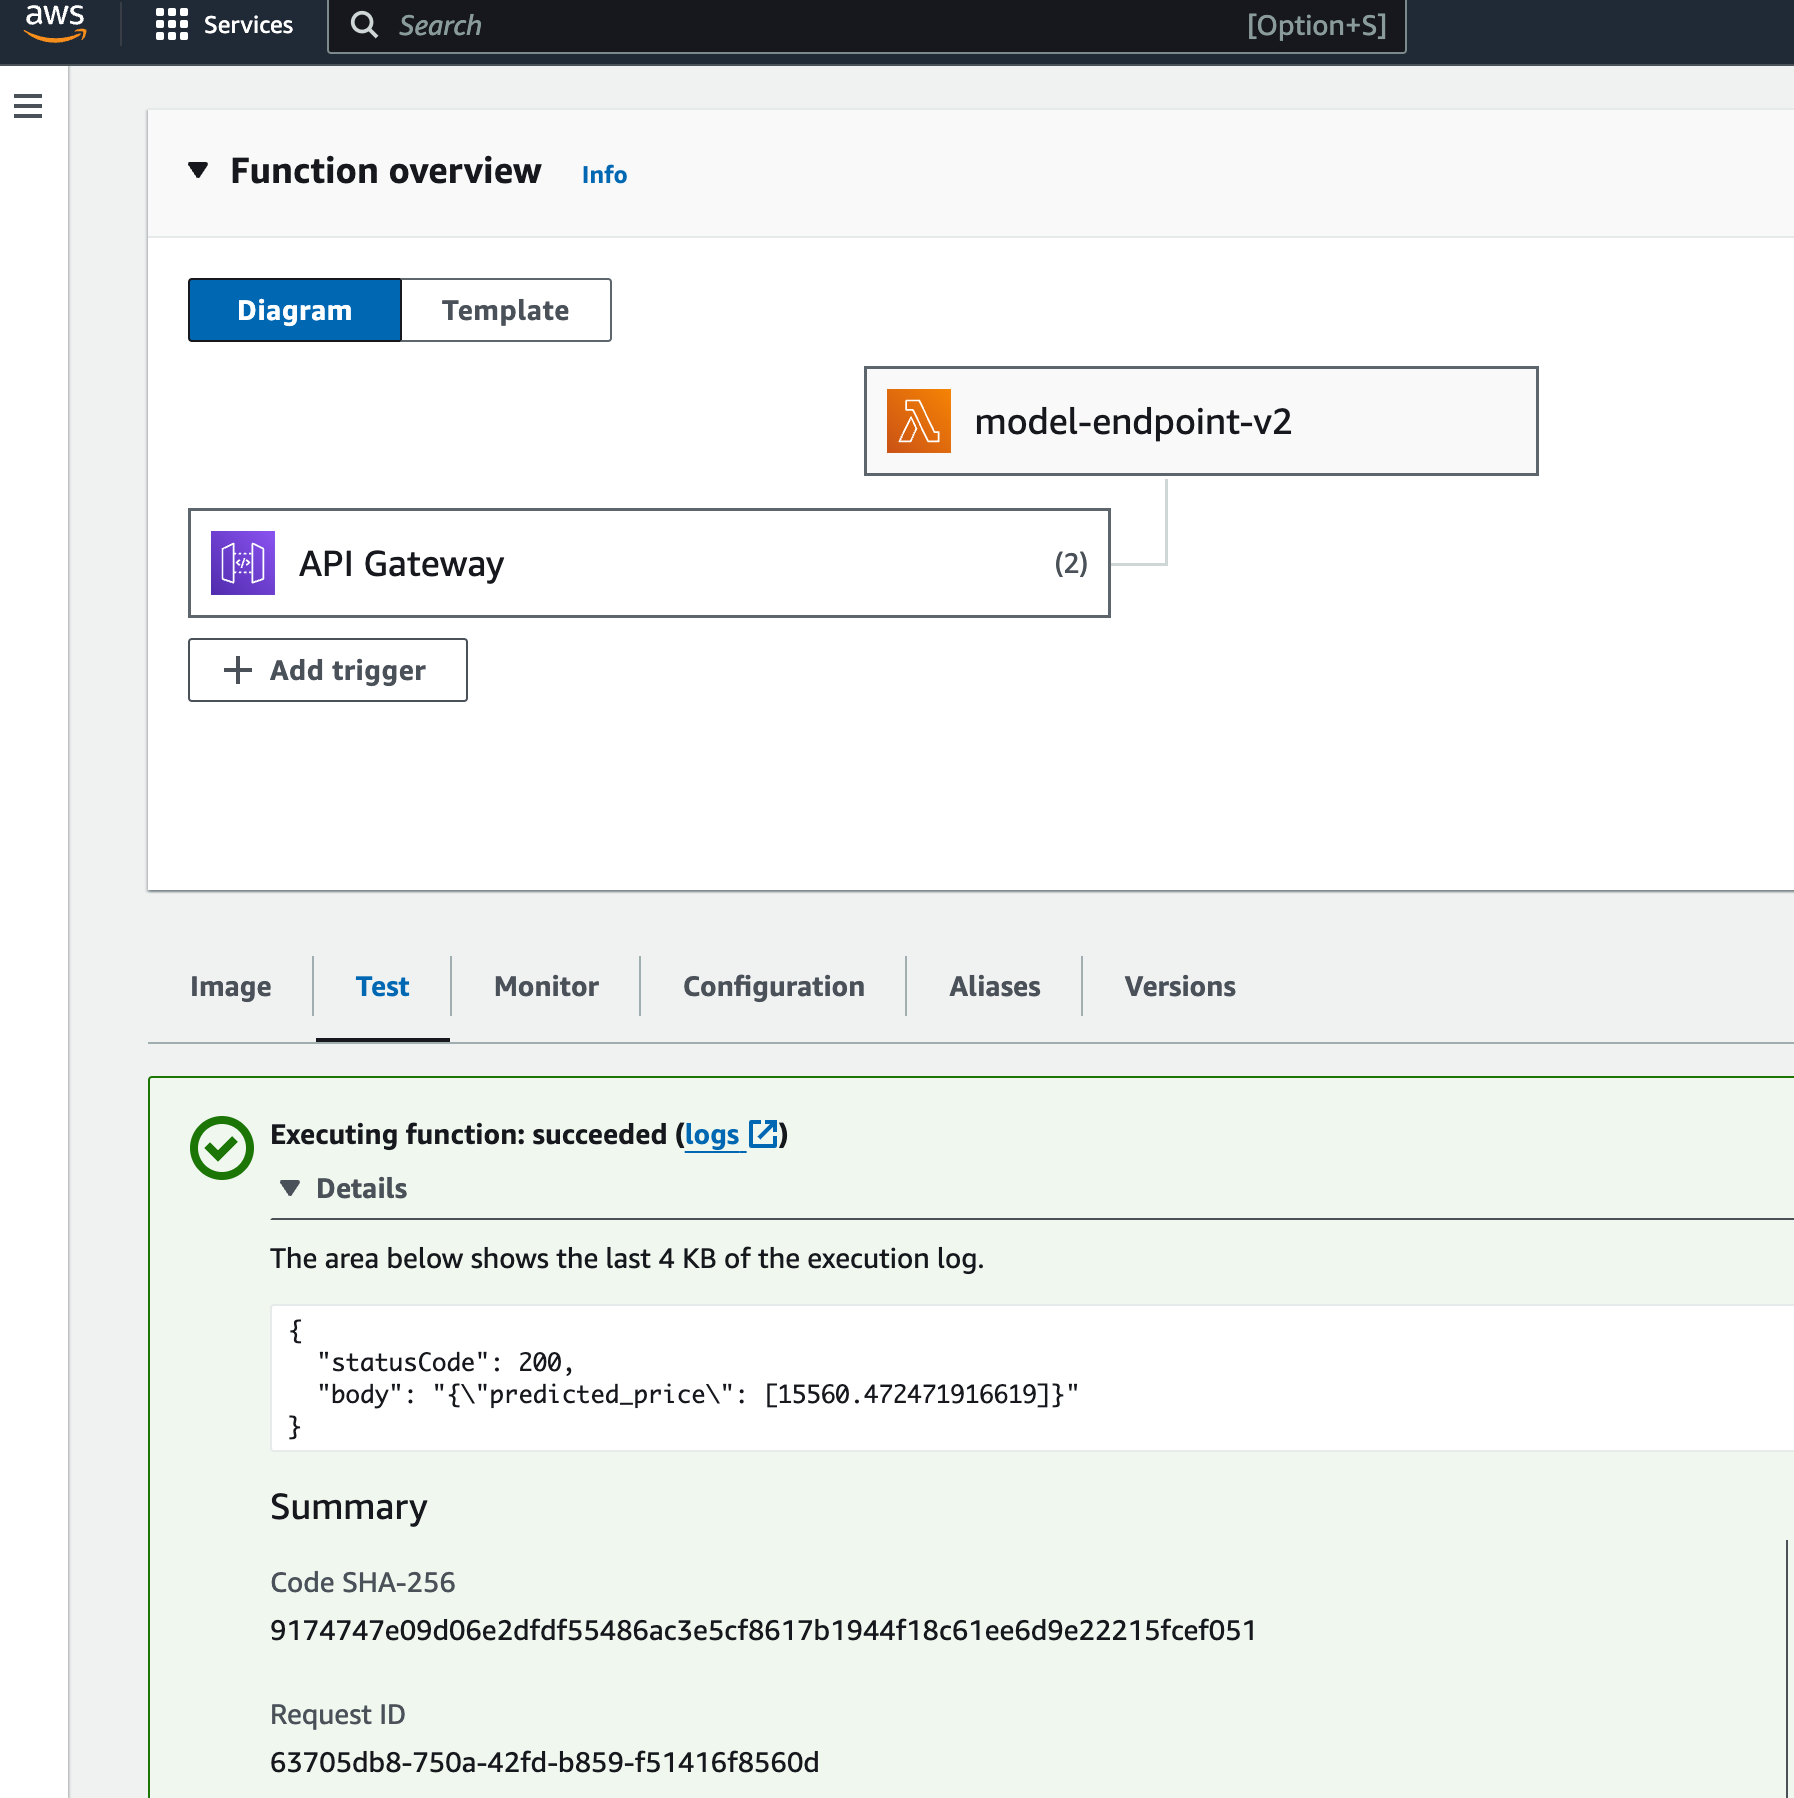 aws
Services
Search
[Option+S]
Function overview
Info
Diagram
Template
model-endpoint-v2
API Gateway
(2)
Add trigger
Image
Test
Monitor
Configuration
Aliases
Versions
Executing function: succeeded (logs )
Details
The area below shows the last 4 KB of the execution log.
{
"statusCode": 200,
"body": "{\"predicted_price\": [15560.472471916619]}"
}
Summary
Code SHA-256
9174747e09d06e2dfdf55486ac3e5cf8617b1944f18c61ee6d9e22215fcef051
Request ID
63705db8-750a-42fd-b859-f51416f8560d